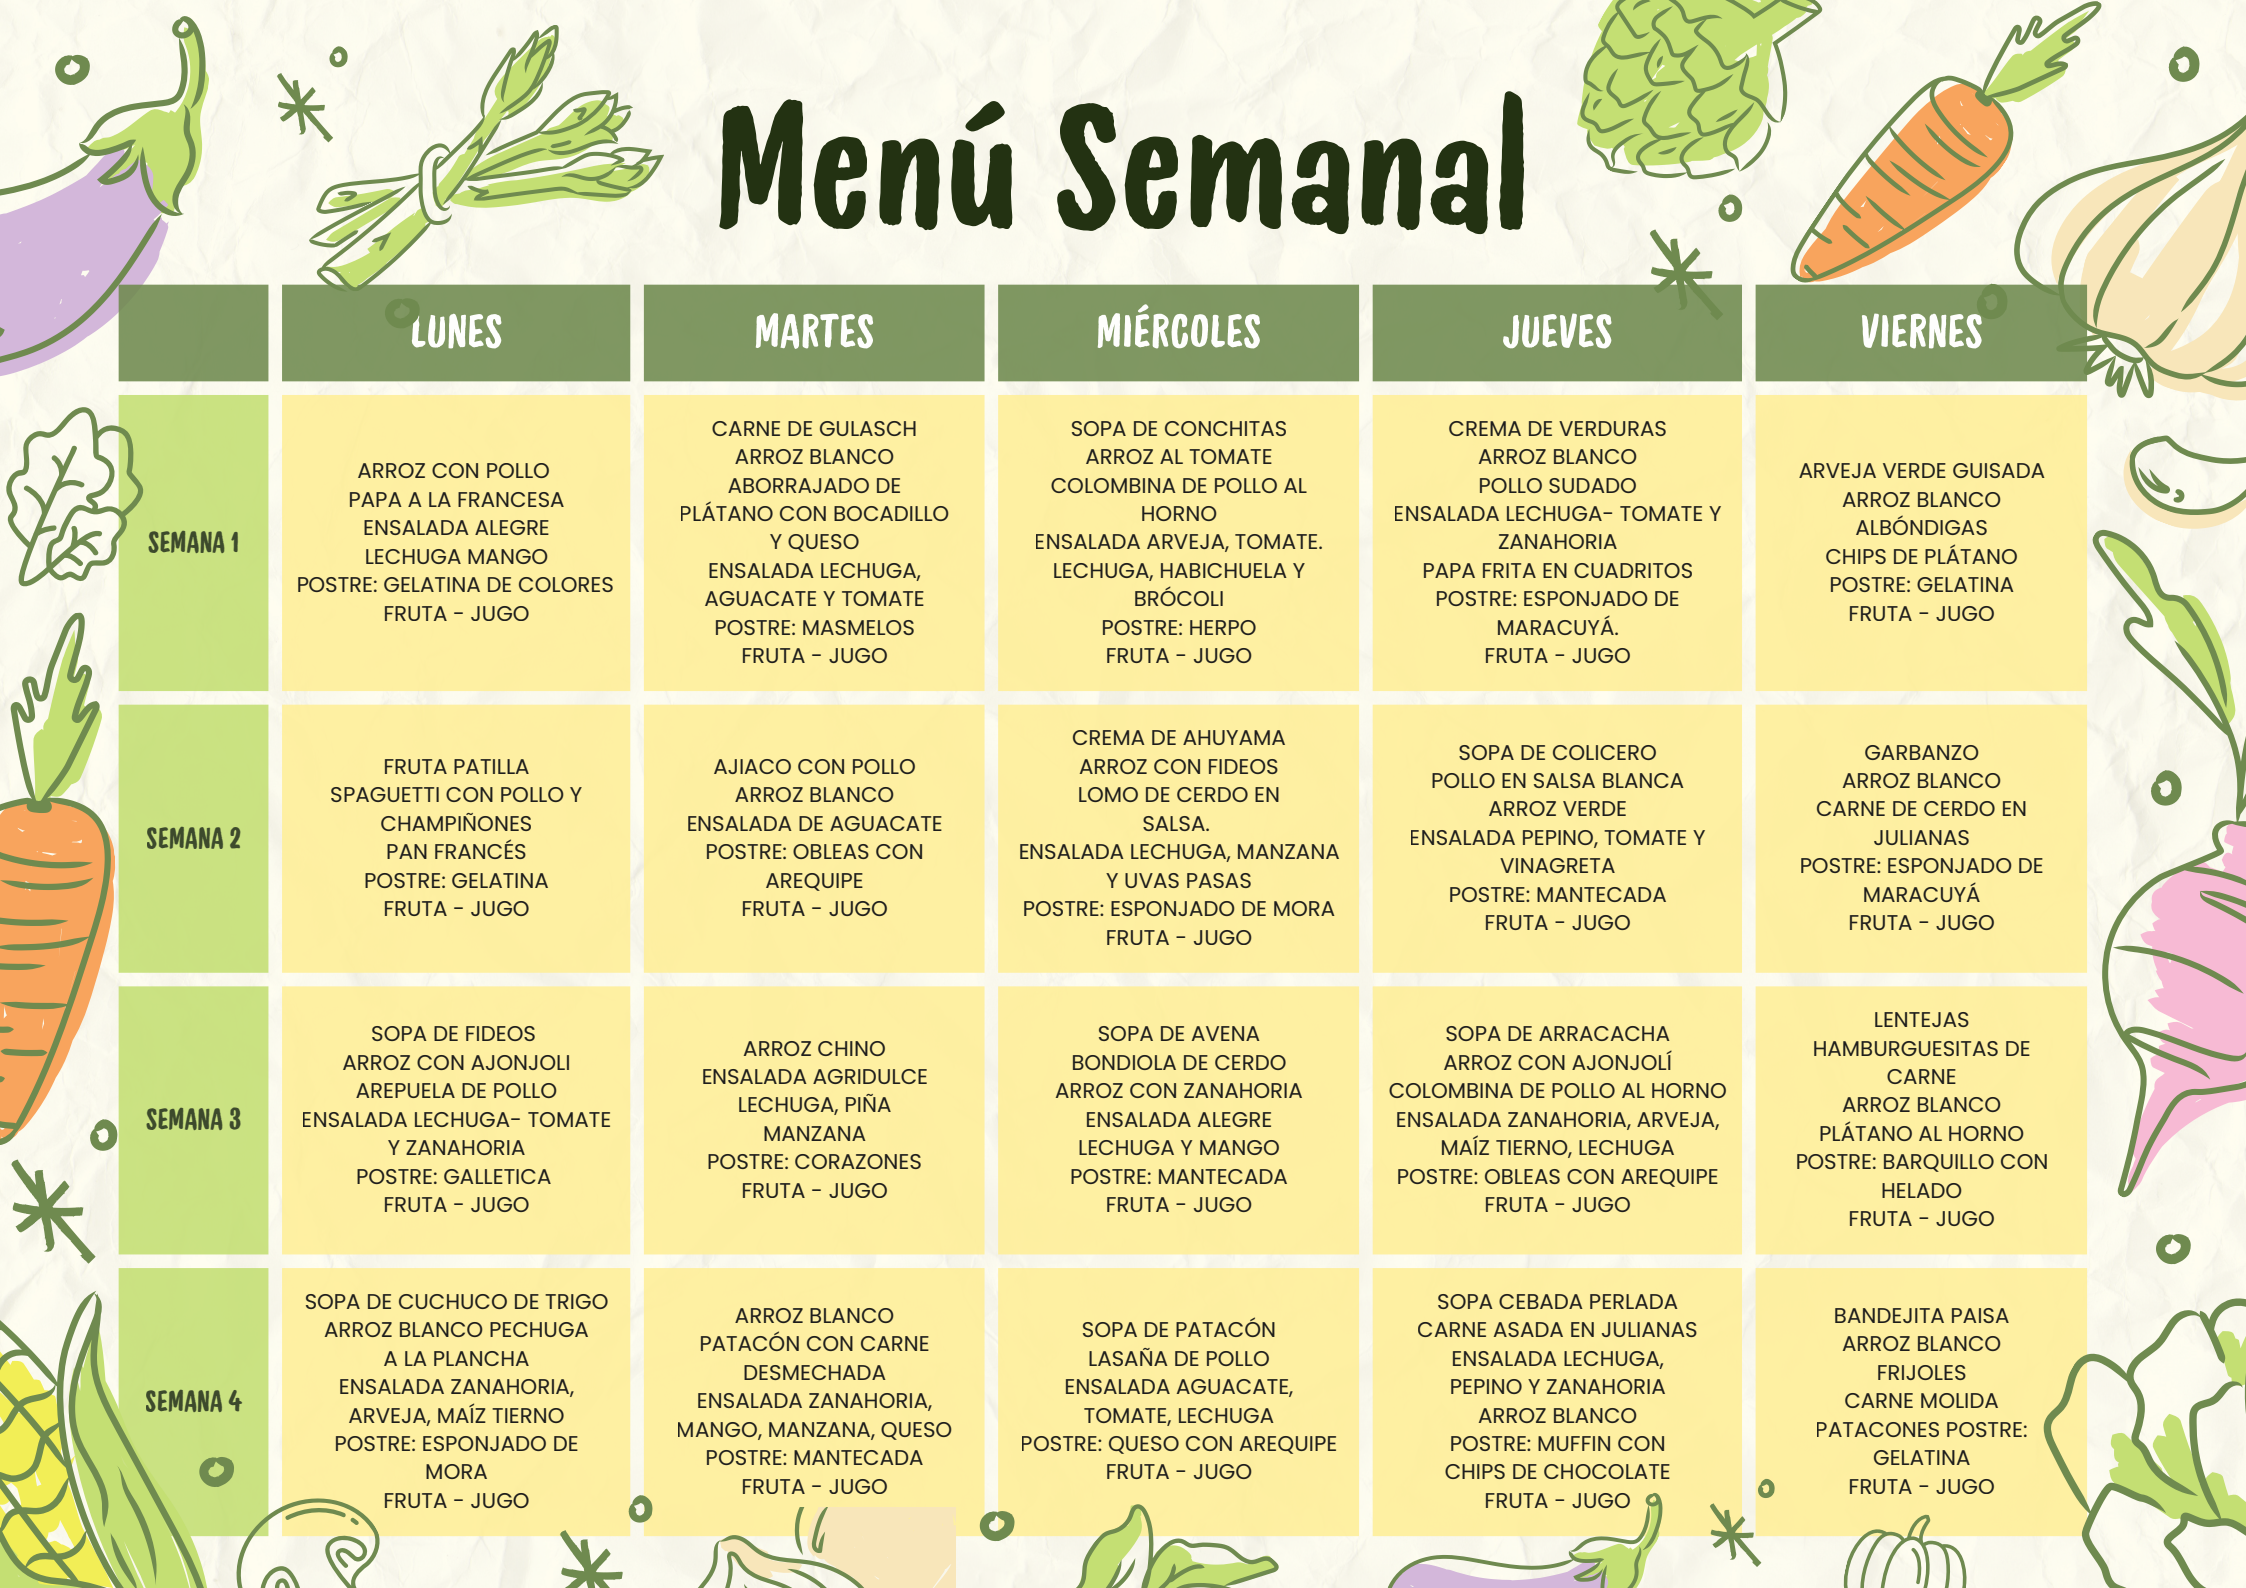 Menú Semanal
LUNES
MARTES
MIÉRCOLES
JUEVES
VIERNES
SEMANA 1
ARROZ CON POLLO
PAPA A LA FRANCESA
ENSALADA ALEGRE
LECHUGA MANGO
POSTRE: GELATINA DE COLORES
FRUTA - JUGO
CARNE DE GULASCH
ARROZ BLANCO
ABORRAJADO DE
PLÁTANO CON BOCADILLO
Y QUESO
ENSALADA LECHUGA,
AGUACATE Y TOMATE
POSTRE: MASMELOS
FRUTA - JUGO
SOPA DE CONCHITAS
ARROZ AL TOMATE
COLOMBINA DE POLLO AL
HORNO
ENSALADA ARVEJA, TOMATE.
LECHUGA, HABICHUELA Y
BRÓCOLI
POSTRE: HERPO
FRUTA - JUGO
CREMA DE VERDURAS
ARROZ BLANCO
POLLO SUDADO
ENSALADA LECHUGA- TOMATE Y
ZANAHORIA
PAPA FRITA EN CUADRITOS
POSTRE: ESPONJADO DE
MARACUYÁ.
FRUTA - JUGO
ARVEJA VERDE GUISADA
ARROZ BLANCO
ALBÓNDIGAS
CHIPS DE PLÁTANO
POSTRE: GELATINA
FRUTA - JUGO
SEMANA 2
FRUTA PATILLA
SPAGUETTI CON POLLO Y
CHAMPIÑONES
PAN FRANCÉS
POSTRE: GELATINA
FRUTA - JUGO
AJIACO CON POLLO
ARROZ BLANCO
ENSALADA DE AGUACATE
POSTRE: OBLEAS CON
AREQUIPE
FRUTA - JUGO
CREMA DE AHUYAMA
ARROZ CON FIDEOS
LOMO DE CERDO EN
SALSA.
ENSALADA LECHUGA, MANZANA
Y UVAS PASAS
POSTRE: ESPONJADO DE MORA
FRUTA - JUGO
SOPA DE COLICERO
POLLO EN SALSA BLANCA
ARROZ VERDE
ENSALADA PEPINO, TOMATE Y
VINAGRETA
POSTRE: MANTECADA
FRUTA - JUGO
GARBANZO
ARROZ BLANCO
CARNE DE CERDO EN
JULIANAS
POSTRE: ESPONJADO DE
MARACUYÁ
FRUTA - JUGO
SEMANA 3
SOPA DE FIDEOS
ARROZ CON AJONJOLI
AREPUELA DE POLLO
ENSALADA LECHUGA- TOMATE
Y ZANAHORIA
POSTRE: GALLETICA
FRUTA - JUGO
ARROZ CHINO
ENSALADA AGRIDULCE
LECHUGA, PIÑA
MANZANA
POSTRE: CORAZONES
FRUTA - JUGO
SOPA DE AVENA
BONDIOLA DE CERDO
ARROZ CON ZANAHORIA
ENSALADA ALEGRE
LECHUGA Y MANGO
POSTRE: MANTECADA
FRUTA - JUGO
SOPA DE ARRACACHA
ARROZ CON AJONJOLÍ
COLOMBINA DE POLLO AL HORNO
ENSALADA ZANAHORIA, ARVEJA,
MAÍZ TIERNO, LECHUGA
POSTRE: OBLEAS CON AREQUIPE
FRUTA - JUGO
LENTEJAS
HAMBURGUESITAS DE
CARNE
ARROZ BLANCO
PLÁTANO AL HORNO
POSTRE: BARQUILLO CON
HELADO
FRUTA - JUGO
SEMANA 4
SOPA DE CUCHUCO DE TRIGO
ARROZ BLANCO PECHUGA
A LA PLANCHA
ENSALADA ZANAHORIA,
ARVEJA, MAÍZ TIERNO
POSTRE: ESPONJADO DE
MORA
FRUTA - JUGO
ARROZ BLANCO
PATACÓN CON CARNE
DESMECHADA
ENSALADA ZANAHORIA,
MANGO, MANZANA, QUESO
POSTRE: MANTECADA
FRUTA - JUGO
SOPA DE PATACÓN
LASAÑA DE POLLO
ENSALADA AGUACATE,
TOMATE, LECHUGA
POSTRE: QUESO CON AREQUIPE
FRUTA - JUGO
SOPA CEBADA PERLADA
CARNE ASADA EN JULIANAS
ENSALADA LECHUGA,
PEPINO Y ZANAHORIA
ARROZ BLANCO
POSTRE: MUFFIN CON
CHIPS DE CHOCOLATE
FRUTA - JUGO
BANDEJITA PAISA
ARROZ BLANCO
FRIJOLES
CARNE MOLIDA
PATACONES POSTRE:
GELATINA
FRUTA - JUGO